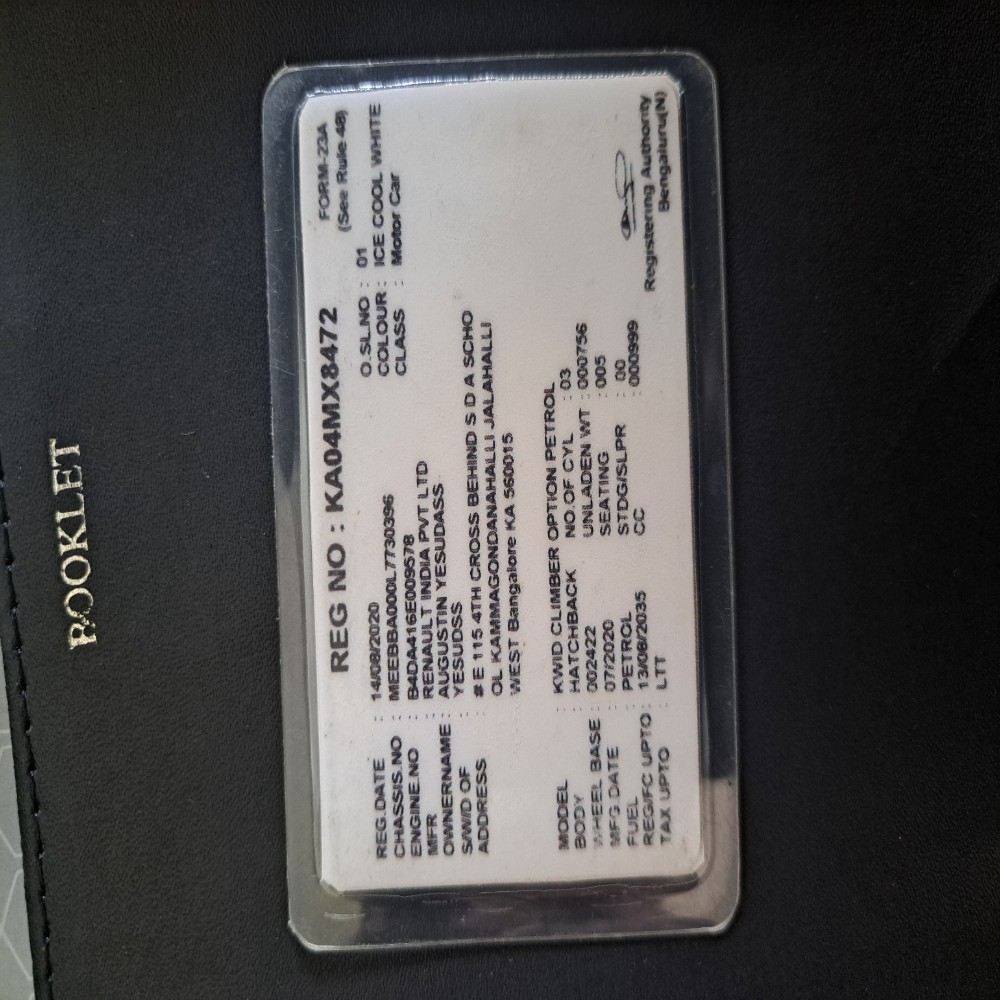 BOOKLET
FORM-23A
(See Rule 48)
REG NO : KA04MX8472
REG.DATE : 14/08/2020
O.SL.NO : 01
CHASSIS.NO : MEEBBA000L7730396
COLOUR : ICE COOL WHITE
ENGINE.NO : B4DA416E009578
CLASS : Motor Car
MFR : RENAULT INDIA PVT LTD
OWNERNAME : AUGUSTIN YESUDASS
S/W/D OF : YESUDSS
ADDRESS : # E 115 4TH CROSS BEHIND S D A SCHO
OL KAMMAGONDANAHALLI JALAHALLI
WEST Bangalore KA 560015
MODEL : KWID CLIMBER OPTION PETROL
BODY : HATCHBACK NO.OF CYL : 03
WHEEL BASE : 002422 UNLADEN WT : 000756
MFG.DATE : 07/2020 SEATING : 005
FUEL : PETROL STDG/SLPR : 00
REG/FC UPTO : 13/08/2035 CC : 000999
TAX UPTO : LTT
Registering Authority
Bengaluru(N)